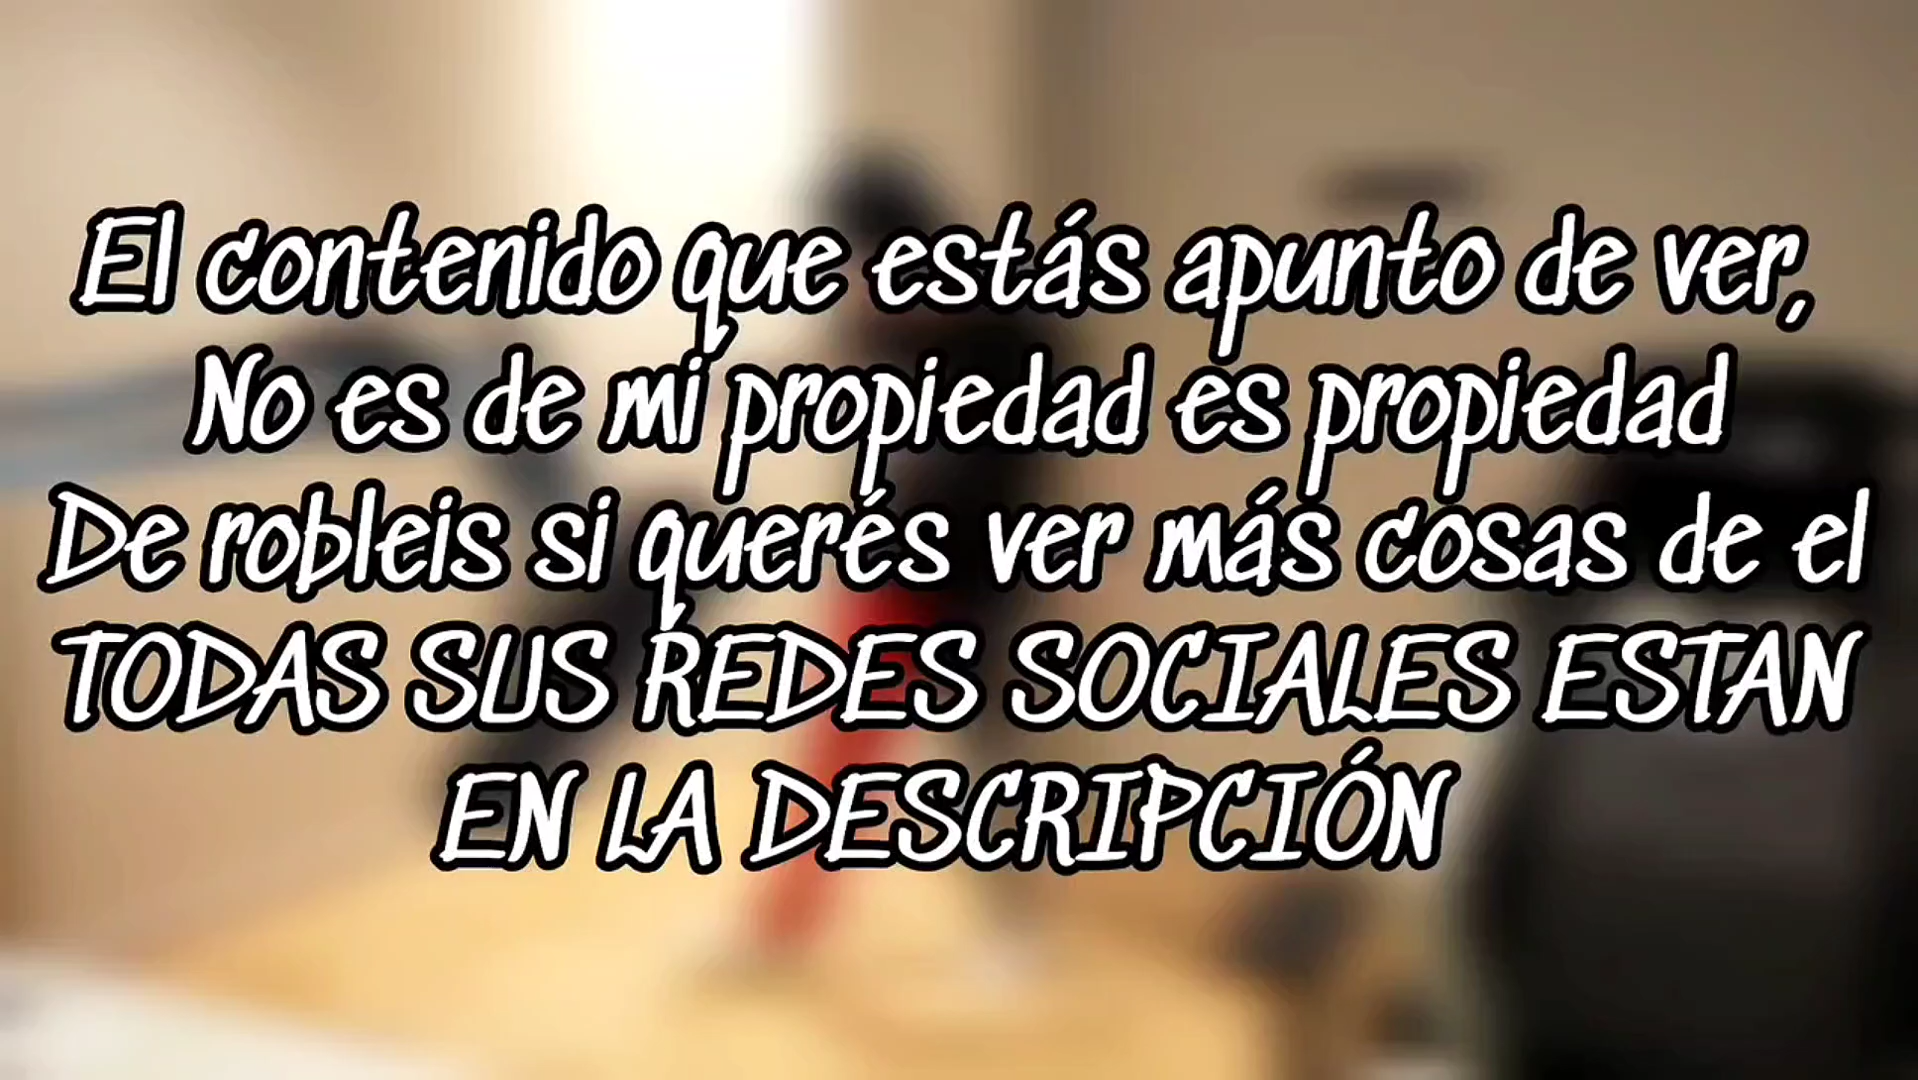 El contenido que estás apunto de ver,
No es de mi propiedad es propiedad
De robleis si querés ver más cosas de el
TODAS SUS REDES SOCIALES ESTAN
EN LA DESCRIPCIÓN